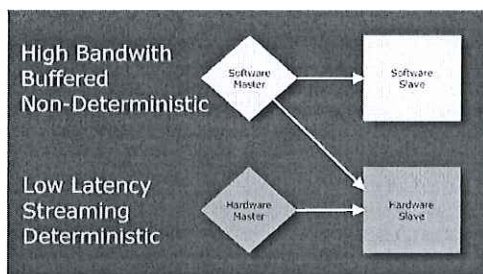 High Bandwith
Buffered
Non-Deterministic
Software
Master
Software
Slave
Low Latency
Streaming
Deterministic
Hardware
Master
Hardware
Slave